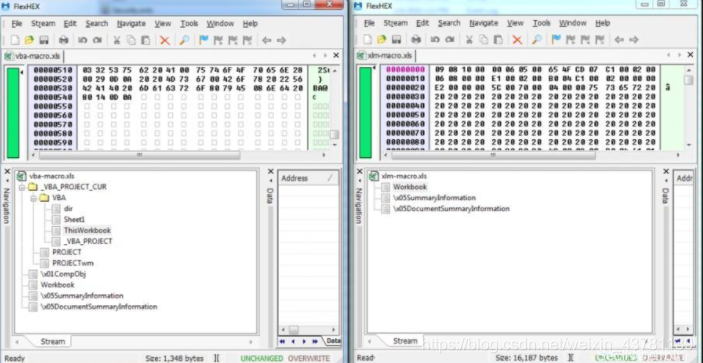 FlexHEX
File Stream Edit Search Navigate View Tools Window Help
vba-macro.xls
00000510 03 32 53 75 62 20 41 00 75 74 6F 4F 70 65 6E 28
00000520 00 29 0D 0A 20 20 4D 73 67 00 42 6F 78 20 22 56
00000530 42 41 40 20 6D 61 63 72 6F 80 79 45 08 6E 64 20
00000540 80 14 0D 0A
00000550
00000560
00000570
00000580
00000590
vba-macro.xls
_VBA_PROJECT_CUR
VBA
dir
Sheet1
ThisWorkbook
_VBA_PROJECT
PROJECT
PROJECTwm
\x01CompObj
Workbook
\x05SummaryInformation
\x05DocumentSummaryInformation
Navigation
Stream
Address
Data
Data
Ready
Size: 1,348 bytes
UNCHANGED OVERWRITE
FlexHEX
File Stream Edit Search Navigate View Tools Window Help
xlm-macro.xls
00000000 09 08 10 00 00 06 05 00 65 4F CD 07 C1 00 02 00
00000010 06 08 00 00 E1 00 02 00 B0 04 C1 00 02 00
00000020 E2 00 00 00 5C 00 70 00 04 00 00 75 73 65 72 20
00000030 20 20 20 20 20 20 20 20 20 20 20 20 20 20 20 20
00000040 20 20 20 20 20 20 20 20 20 20 20 20 20 20 20 20
00000050 20 20 20 20 20 20 20 20 20 20 20 20 20 20 20 20
00000060 20 20 20 20 20 20 20 20 20 20 20 20 20 20 20 20
00000070 20 20 20 20 20 20 20 20 20 20 20 20 20 20 20 20
00000080 20 20 20 20 20 20 20 20 20 20 20 20 20 20 20 20
xlm-macro.xls
Workbook
\x05SummaryInformation
\x05DocumentSummaryInformation
Navigation
Stream
Addr
Data
Ready
Size: 16,187 bytes
UNCHANGED OVERWRITE